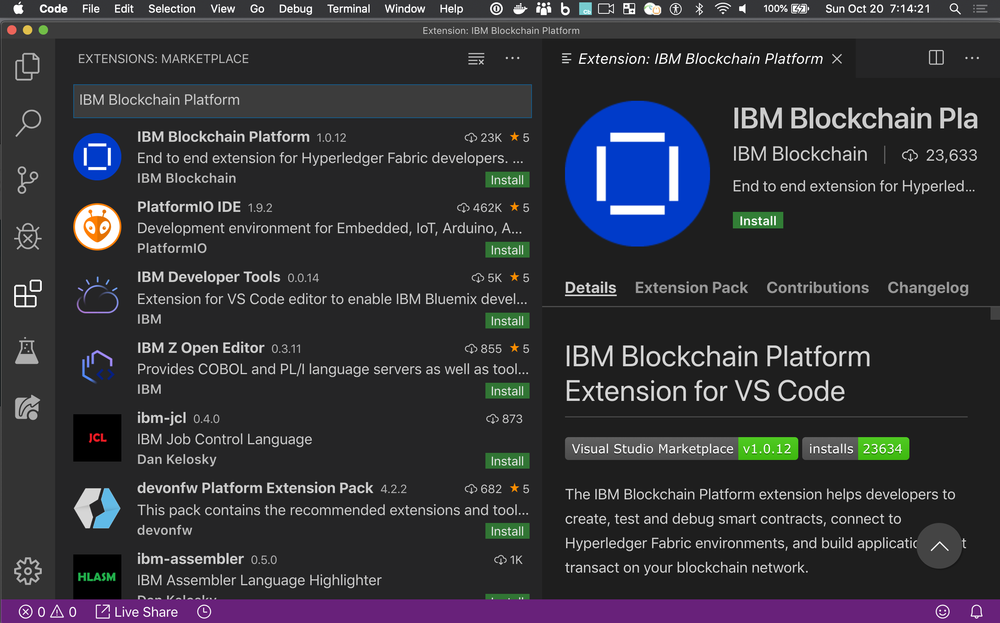 Code File Edit Selection View Go Debug Terminal Window Help Cb 100% Sun Oct 20 7:14:21
Extension: IBM Blockchain Platform
EXTENSIONS: MARKETPLACE
IBM Blockchain Platform
IBM Blockchain Platform 1.0.12 23K ★ 5
End to end extension for Hyperledger Fabric developers. ...
IBM Blockchain Install
PlatformIO IDE 1.9.2 462K ★ 5
Development environment for Embedded, IoT, Arduino, A...
PlatformIO Install
IBM Developer Tools 0.0.14 5K ★ 5
Extension for VS Code editor to enable IBM Bluemix devel...
IBM Install
IBM Z Open Editor 0.3.11 855 ★ 5
Provides COBOL and PL/I language servers as well as tool...
IBM Install
JCL
ibm-jcl 0.4.0 873
IBM Job Control Language
Dan Kelosky Install
devonfw Platform Extension Pack 4.2.2 682 ★ 5
This pack contains the recommended extensions and tool...
devonfw Install
HLASM
ibm-assembler 0.5.0 1K
IBM Assembler Language Highlighter
Dan Kelosky Install
Extension: IBM Blockchain Platform
IBM Blockchain Pla
IBM Blockchain | 23,633
End to end extension for Hyperled...
Install
Details Extension Pack Contributions Changelog
IBM Blockchain Platform
Extension for VS Code
Visual Studio Marketplace v1.0.12 installs 23634
The IBM Blockchain Platform extension helps developers to
create, test and debug smart contracts, connect to
Hyperledger Fabric environments, and build applicatio t
transact on your blockchain network.
0 0 Live Share